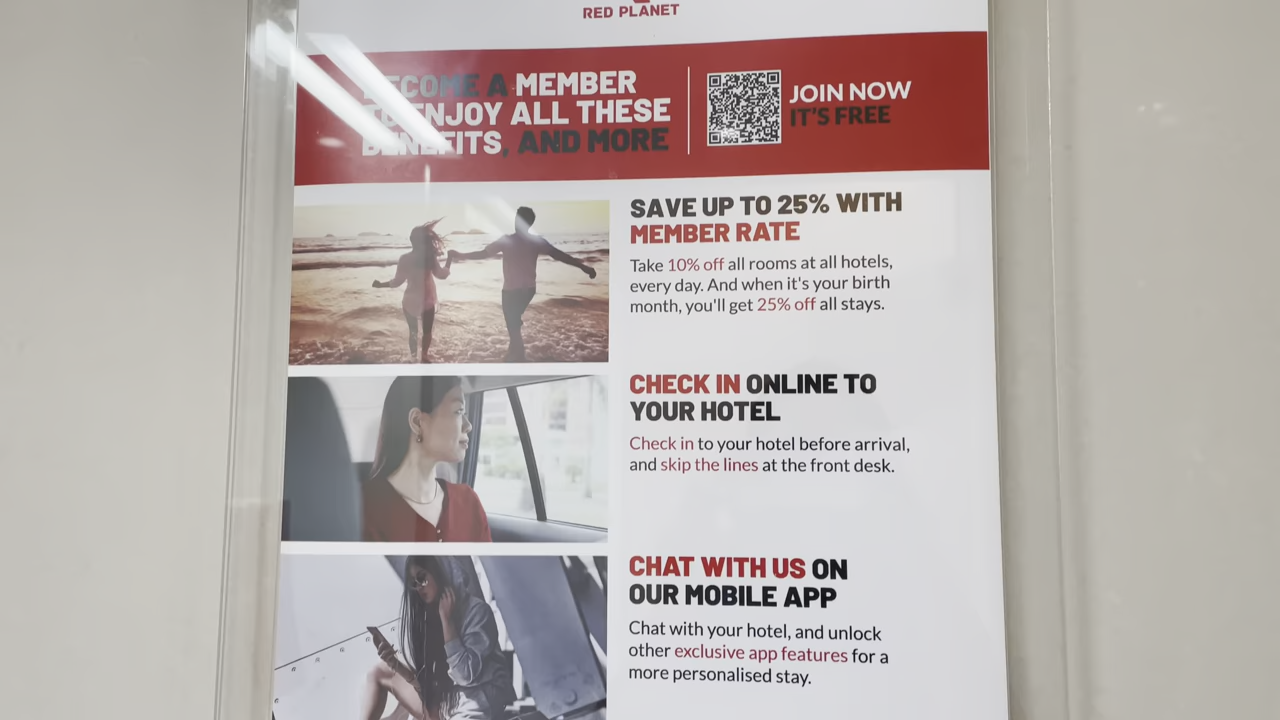 RED PLANET
BECOME A MEMBER
TO ENJOY ALL THESE
BENEFITS, AND MORE
JOIN NOW
IT'S FREE
SAVE UP TO 25% WITH
MEMBER RATE
Take 10% off all rooms at all hotels,
every day. And when it's your birth
month, you'll get 25% off all stays.
CHECK IN ONLINE TO
YOUR HOTEL
Check in to your hotel before arrival,
and skip the lines at the front desk.
CHAT WITH US ON
OUR MOBILE APP
Chat with your hotel, and unlock
other exclusive app features for a
more personalised stay.